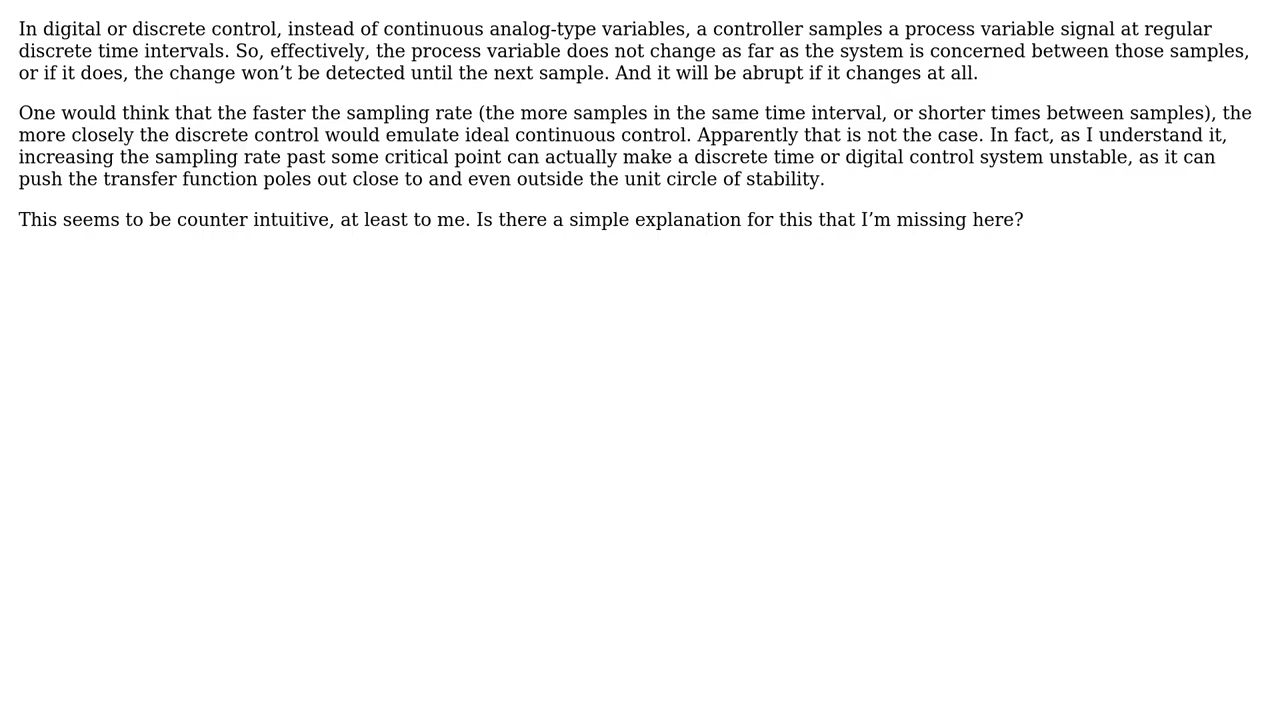 In digital or discrete control, instead of continuous analog-type variables, a controller samples a process variable signal at regular
discrete time intervals. So, effectively, the process variable does not change as far as the system is concerned between those samples,
or if it does, the change won’t be detected until the next sample. And it will be abrupt if it changes at all.
One would think that the faster the sampling rate (the more samples in the same time interval, or shorter times between samples), the
more closely the discrete control would emulate ideal continuous control. Apparently that is not the case. In fact, as I understand it,
increasing the sampling rate past some critical point can actually make a discrete time or digital control system unstable, as it can
push the transfer function poles out close to and even outside the unit circle of stability.
This seems to be counter intuitive, at least to me. Is there a simple explanation for this that I’m missing here?